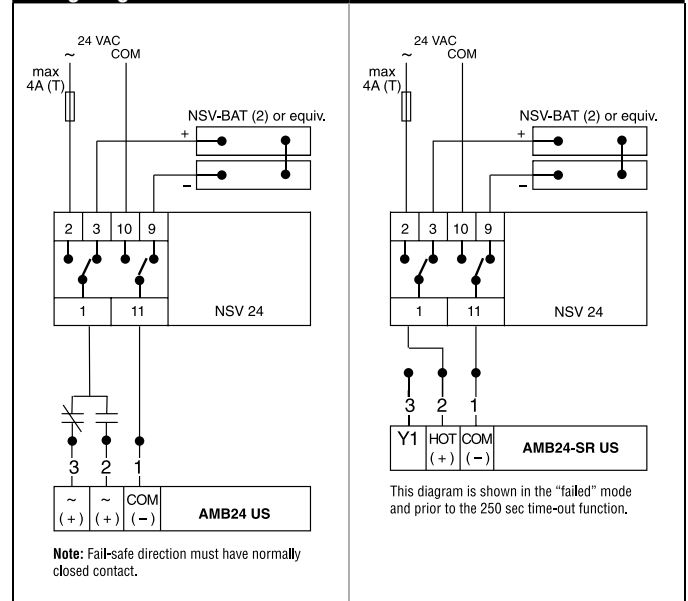 24 VAC
~ COM
max
4A (T)
NSV-BAT (2) or equiv.
+
–
2 3 10 9
1 11 NSV 24
3 2 1
~ ~ COM
(+) (+) (–) AMB24 US
Note: Fail-safe direction must have normally
closed contact.
24 VAC
~ COM
max
4A (T)
NSV-BAT (2) or equiv.
+
–
2 3 10 9
1 11 NSV 24
3 2 1
Y1 HOT COM AMB24-SR US
(+) (–)
This diagram is shown in the “failed” mode
and prior to the 250 sec time-out function.